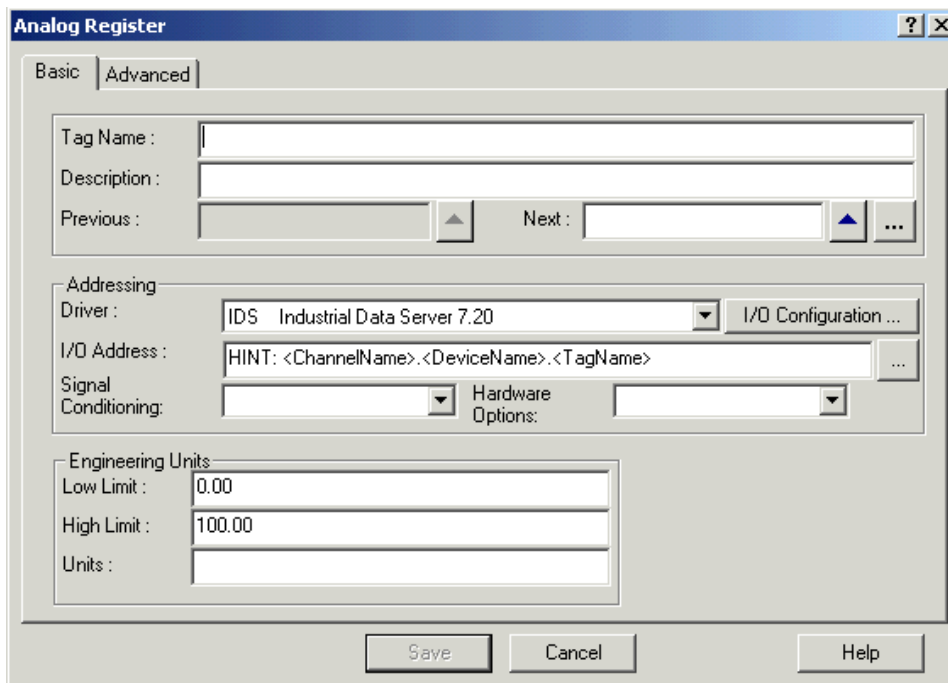 Analog Register
Basic Advanced
Tag Name :
Description :
Previous : Next : ...
Addressing
Driver : IDS Industrial Data Server 7.20 I/O Configuration ...
I/O Address : HINT: <ChannelName>.<DeviceName>.<TagName> ...
Signal Conditioning: Hardware Options:
Engineering Units
Low Limit : 0.00
High Limit : 100.00
Units :
Save Cancel Help